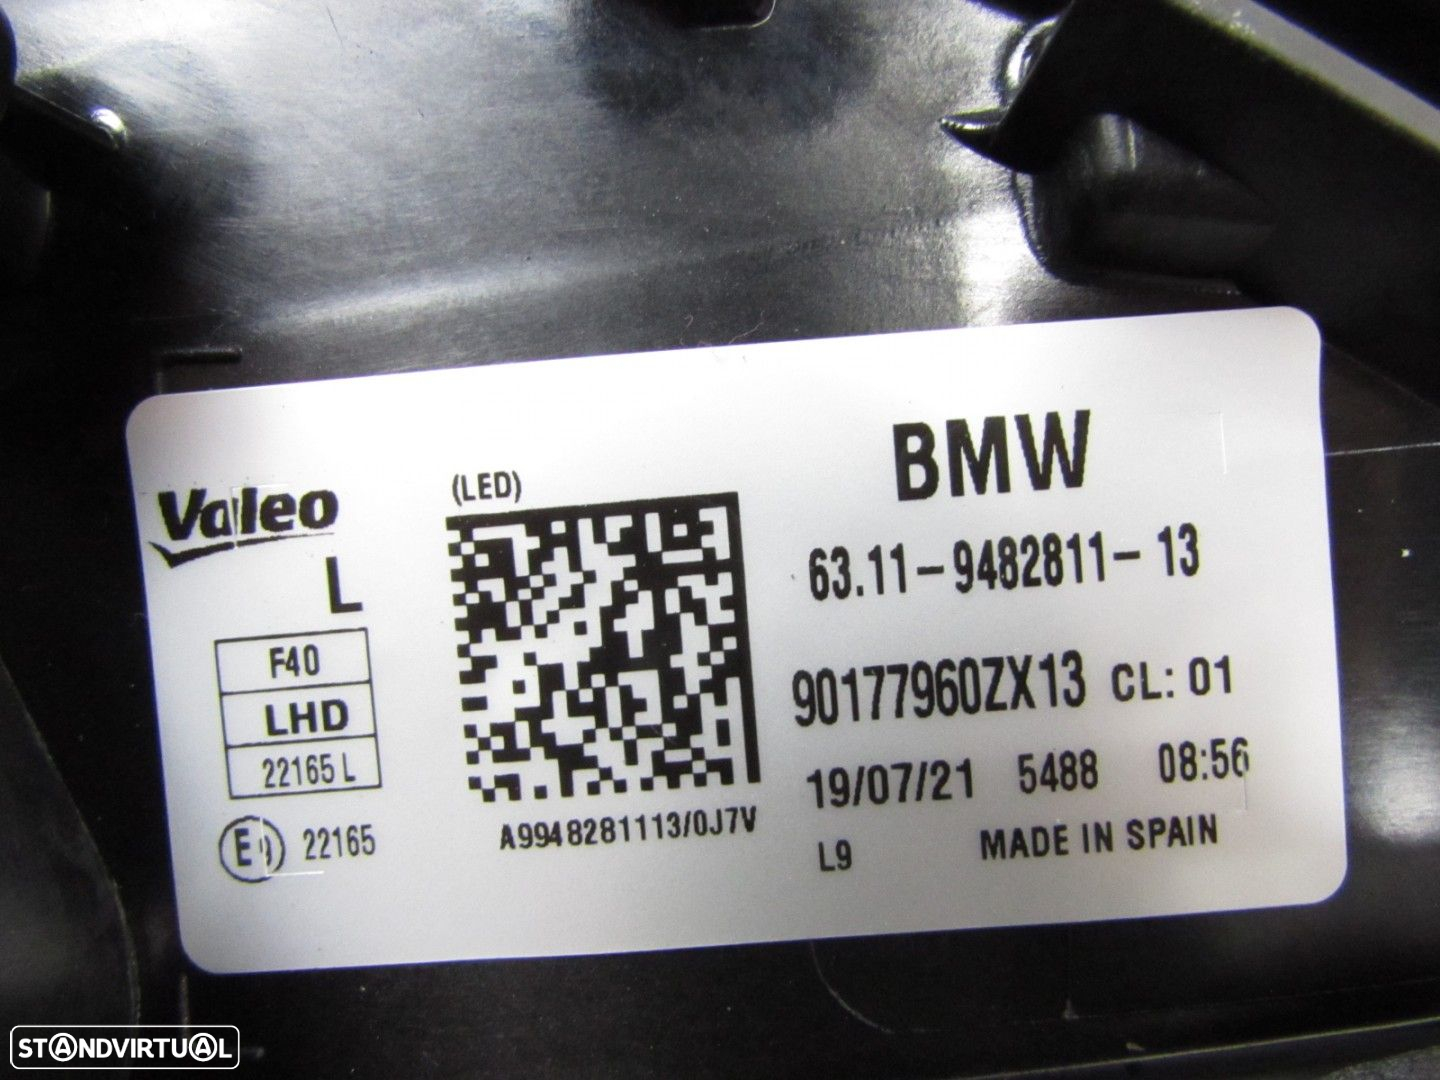 BMW
Valeo
(LED)
L
63.11-9482811-13
F40
LHD
22165 L
90177960ZX13 CL: 01
19/07/21 5488 08:56
E9 22165
A9948281113/0J7V
L9 MADE IN SPAIN
STANDVIRTUAL